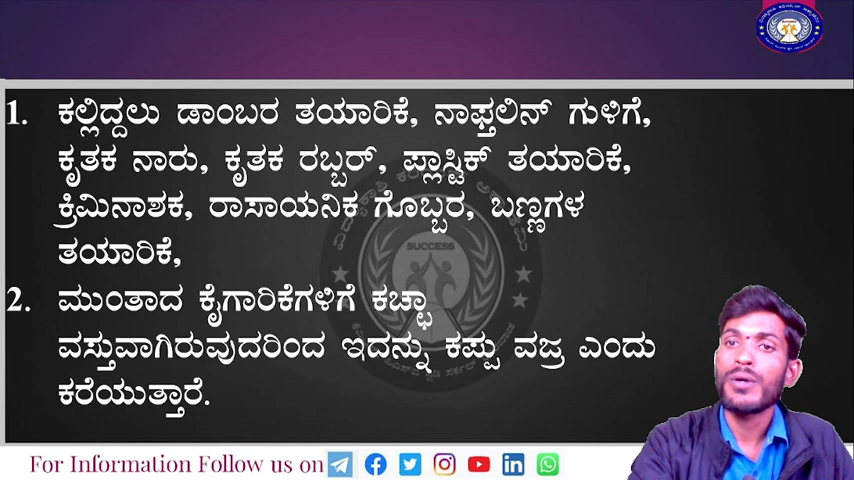 1. ಕಲ್ಲಿದ್ದಲು ಡಾಂಬರ ತಯಾರಿಕೆ, ನಾಫ್ತಲಿನ್ ಗುಳಿಗೆ,
ಕೃತಕ ನಾರು, ಕೃತಕ ರಬ್ಬರ್, ಪ್ಲಾಸ್ಟಿಕ್ ತಯಾರಿಕೆ,
ಕ್ರಿಮಿನಾಶಕ, ರಾಸಾಯನಿಕ ಗೊಬ್ಬರ, ಬಣ್ಣಗಳ
ತಯಾರಿಕೆ,
SUCCESS
2. ಮುಂತಾದ ಕೈಗಾರಿಕೆಗಳಿಗೆ ಕಚ್ಛಾ
ವಸ್ತುವಾಗಿರುವುದರಿಂದ ಇದನ್ನು ಕಪ್ಪು ವಜ್ರ ಎಂದು
ಕರೆಯುತ್ತಾರೆ.
For Information Follow us on